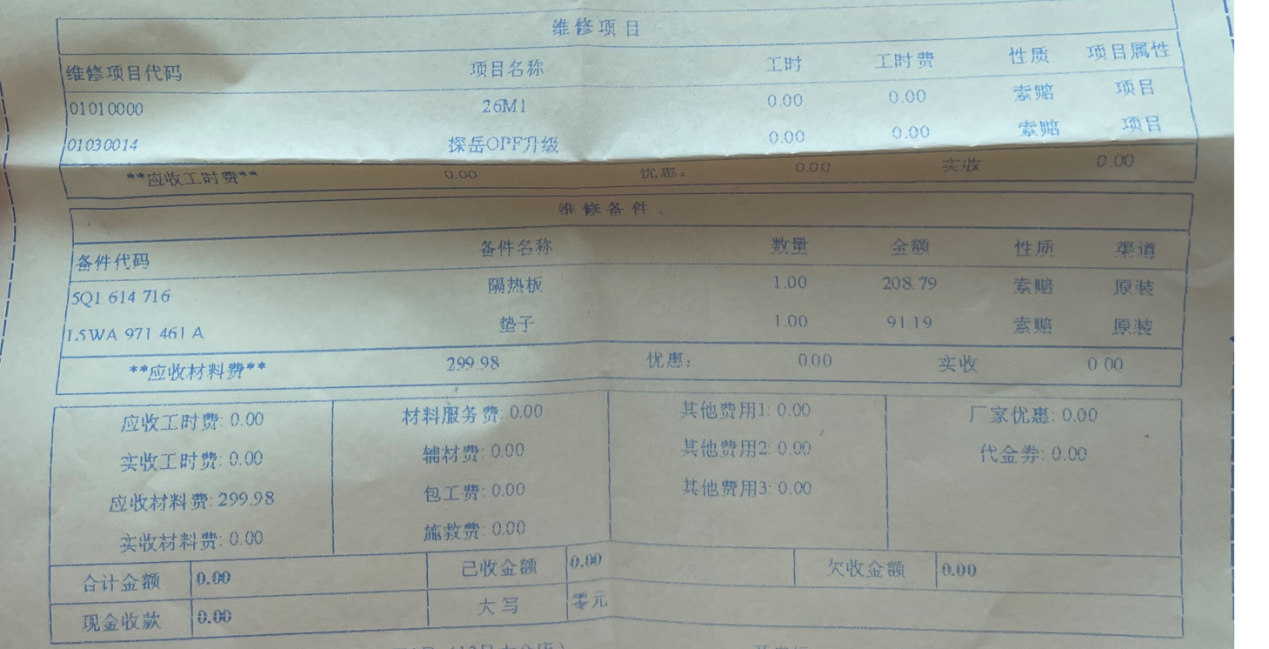 维修项目
维修项目代码 项目名称 工时 工时费 性质 项目属性
01010000 26M1 0.00 0.00 索赔 项目
01030014 探岳OPF升级 0.00 0.00 索赔 项目
**应收工时费** 0.00 优惠: 0.00 实收 0.00
维修备件
备件代码 备件名称 数量 金额 性质 渠道
5Q1 614 716 隔热板 1.00 208.79 索赔 原装
L5WA 971 461 A 垫子 1.00 91.19 索赔 原装
**应收材料费** 299.98 优惠: 0.00 实收 0.00
应收工时费: 0.00 材料服务费: 0.00 其他费用1: 0.00 厂家优惠: 0.00
实收工时费: 0.00 辅材费: 0.00 其他费用2: 0.00 代金券: 0.00
应收材料费: 299.98 包工费: 0.00 其他费用3: 0.00
实收材料费: 0.00 施救费: 0.00
合计金额 0.00 已收金额 0.00 欠收金额 0.00
现金收款 0.00 大写 零元